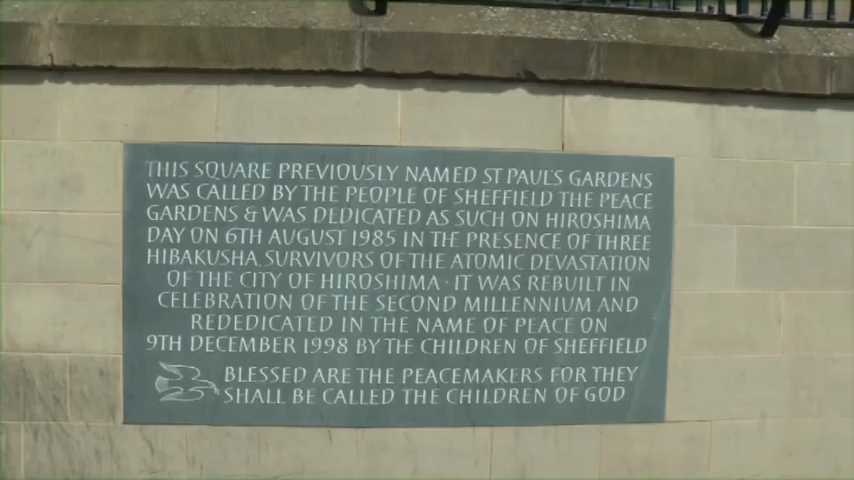 THIS SQUARE PREVIOUSLY NAMED ST PAUL'S GARDENS
WAS CALLED BY THE PEOPLE OF SHEFFIELD THE PEACE
GARDENS & WAS DEDICATED AS SUCH ON HIROSHIMA
DAY ON 6TH AUGUST 1985 IN THE PRESENCE OF THREE
HIBAKUSHA. SURVIVORS OF THE ATOMIC DEVASTATION
OF THE CITY OF HIROSHIMA · IT WAS REBUILT IN
CELEBRATION OF THE SECOND MILLENNIUM AND
REDEDICATED IN THE NAME OF PEACE ON
9TH DECEMBER 1998 BY THE CHILDREN OF SHEFFIELD
BLESSED ARE THE PEACEMAKERS FOR THEY
SHALL BE CALLED THE CHILDREN OF GOD